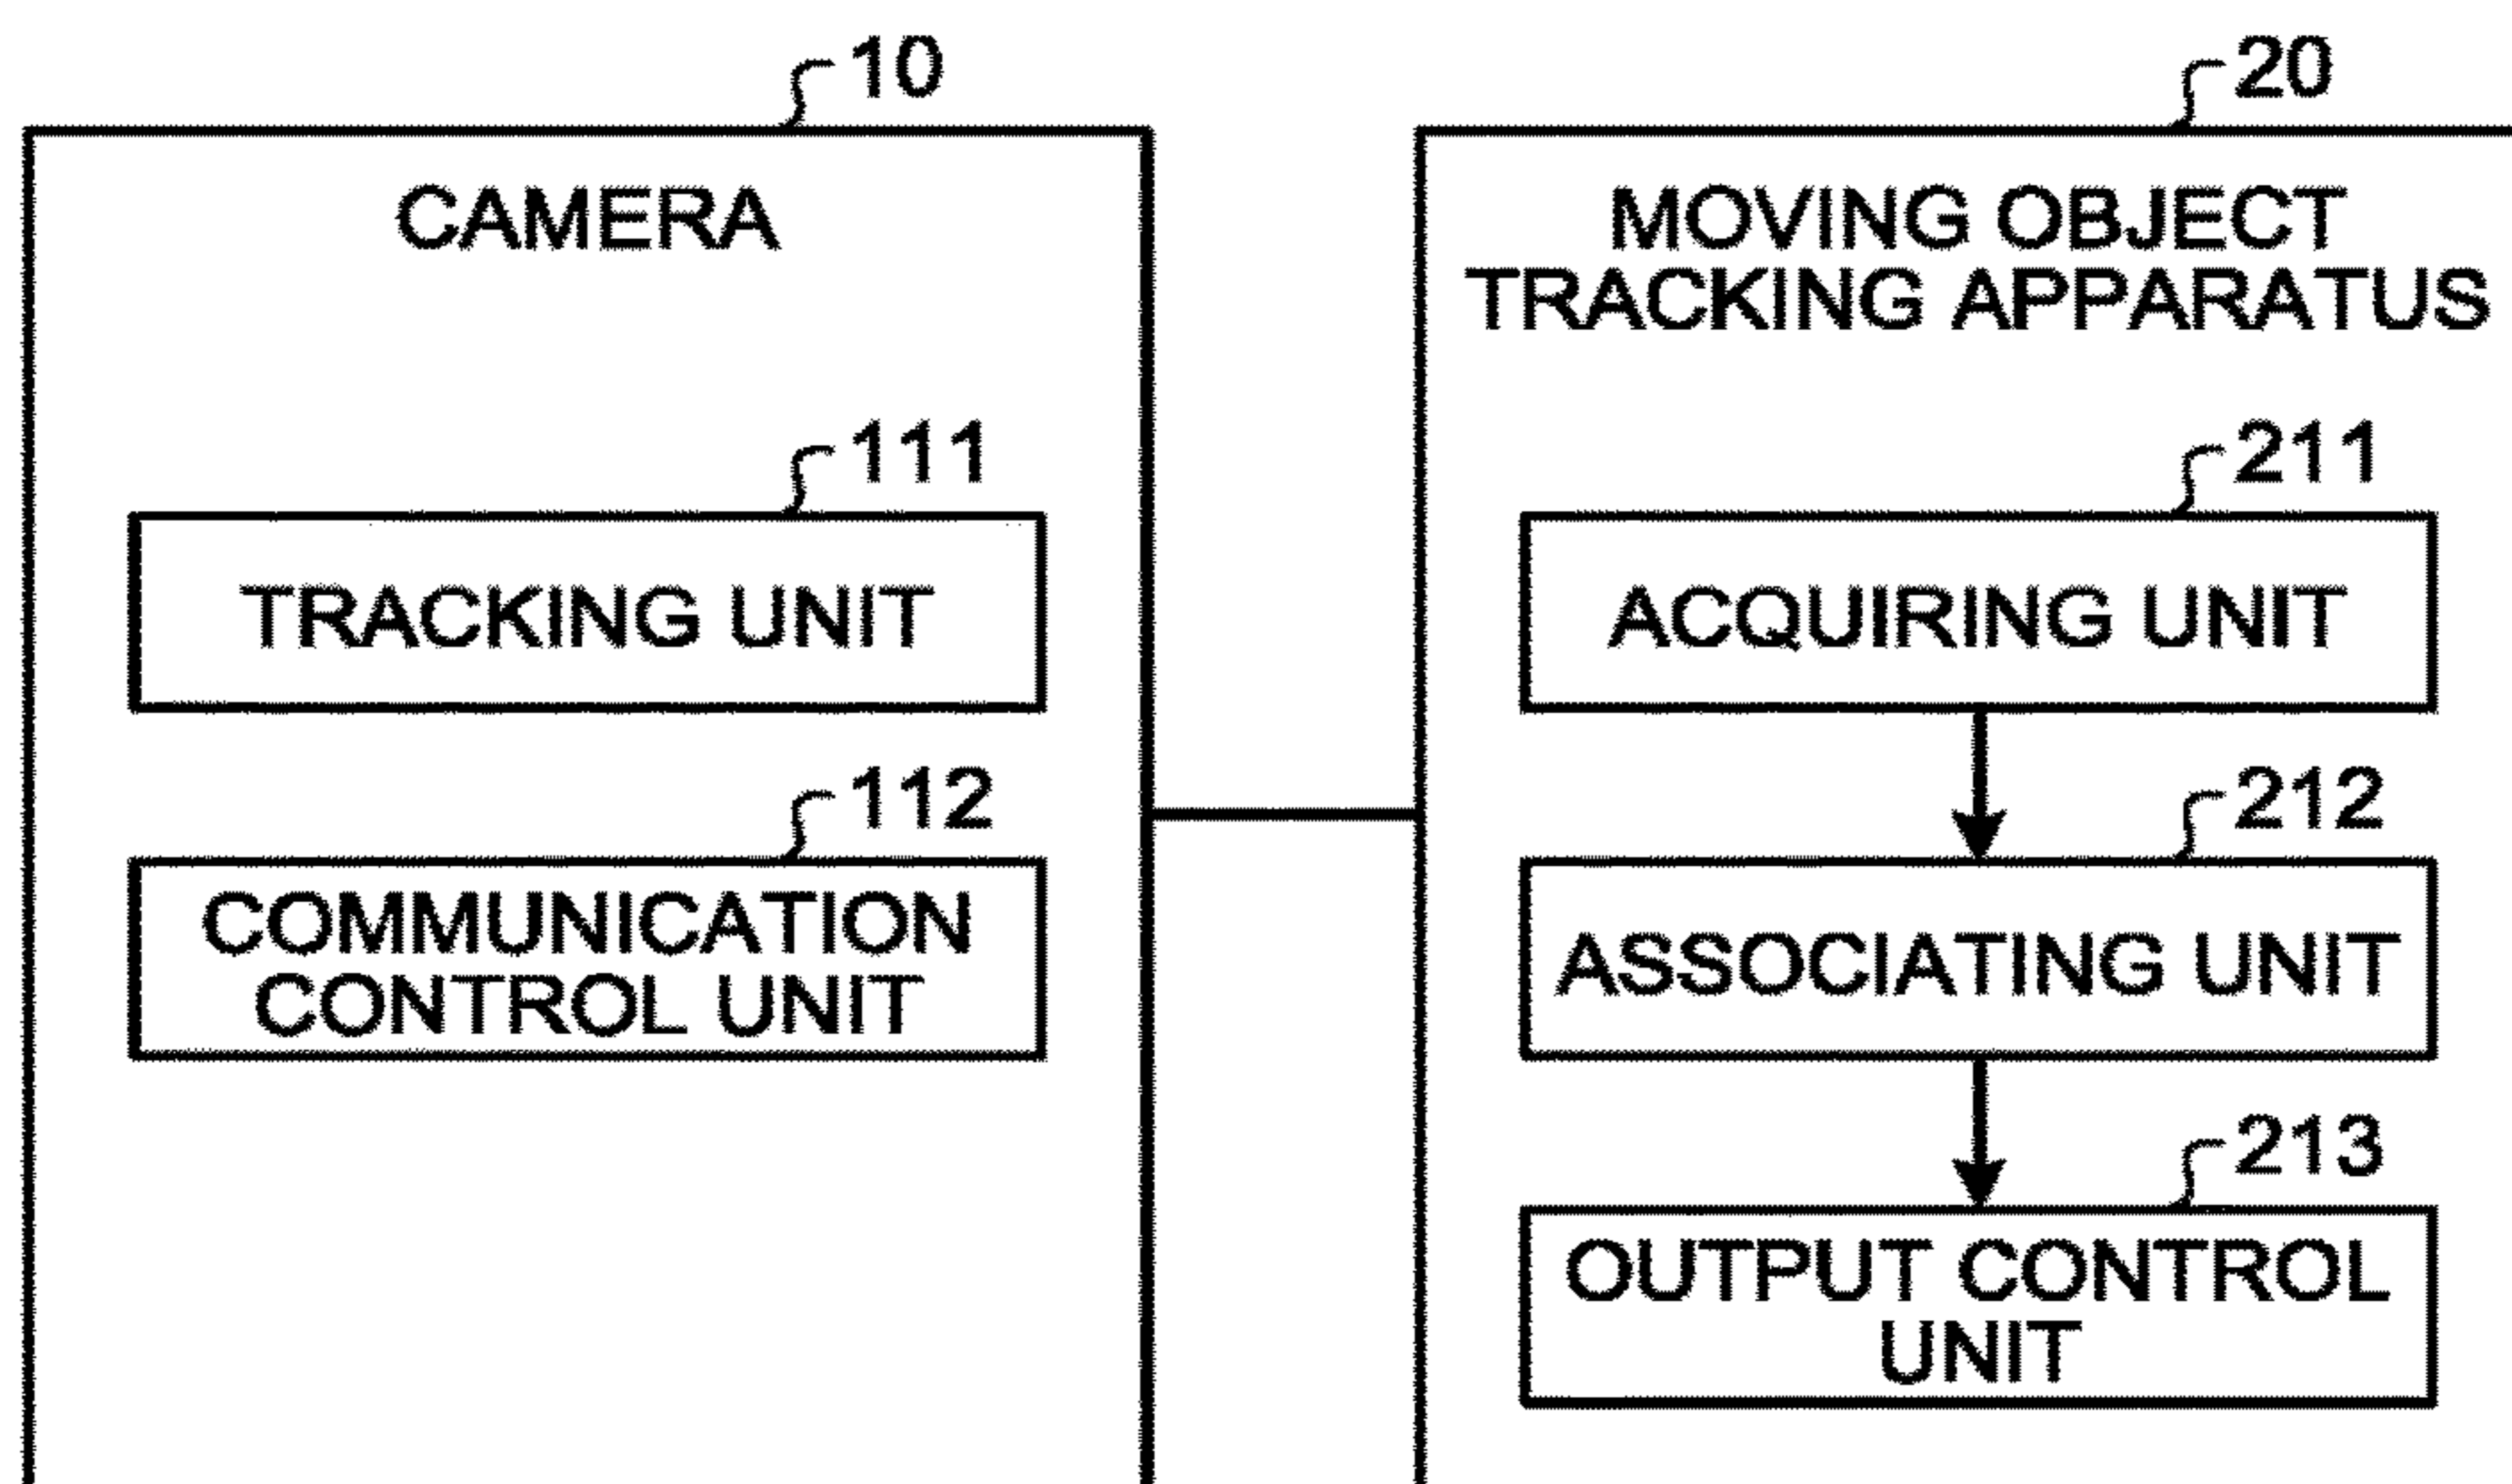 10
CAMERA
111
TRACKING UNIT
112
COMMUNICATION
CONTROL UNIT
20
MOVING OBJECT
TRACKING APPARATUS
211
ACQUIRING UNIT
212
ASSOCIATING UNIT
213
OUTPUT CONTROL
UNIT